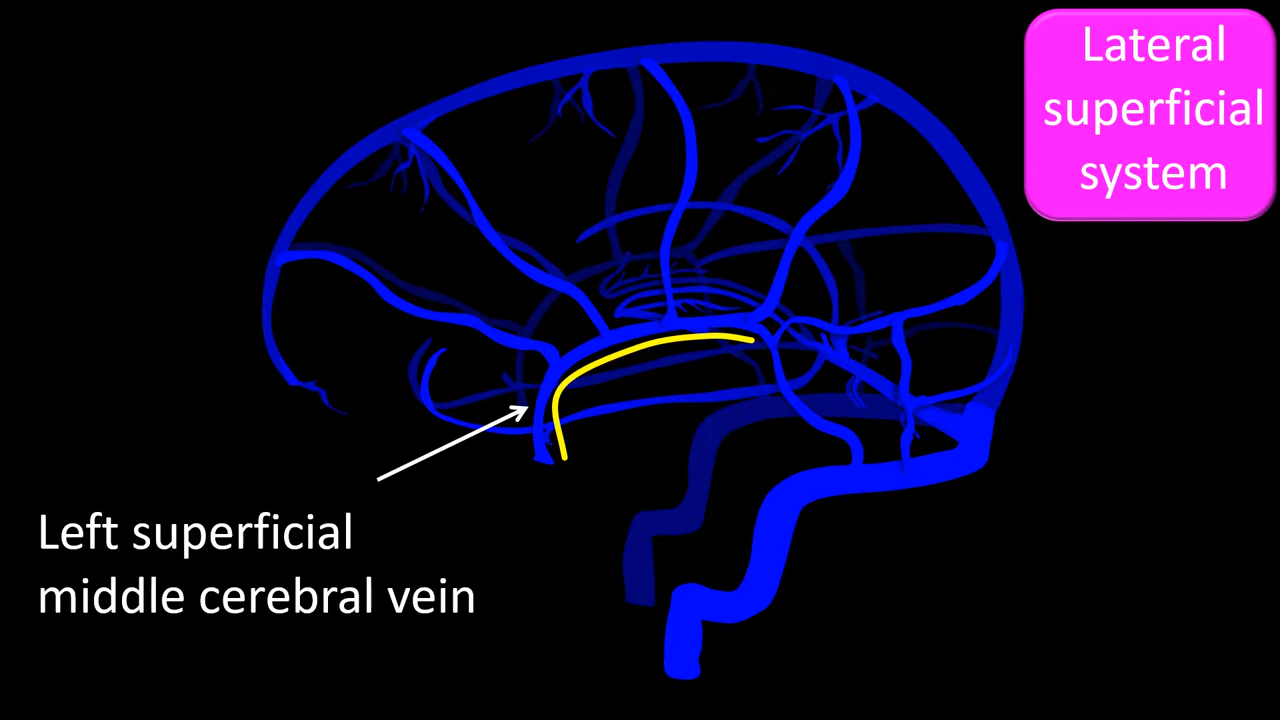 Lateral
superficial
system
Left superficial
middle cerebral vein